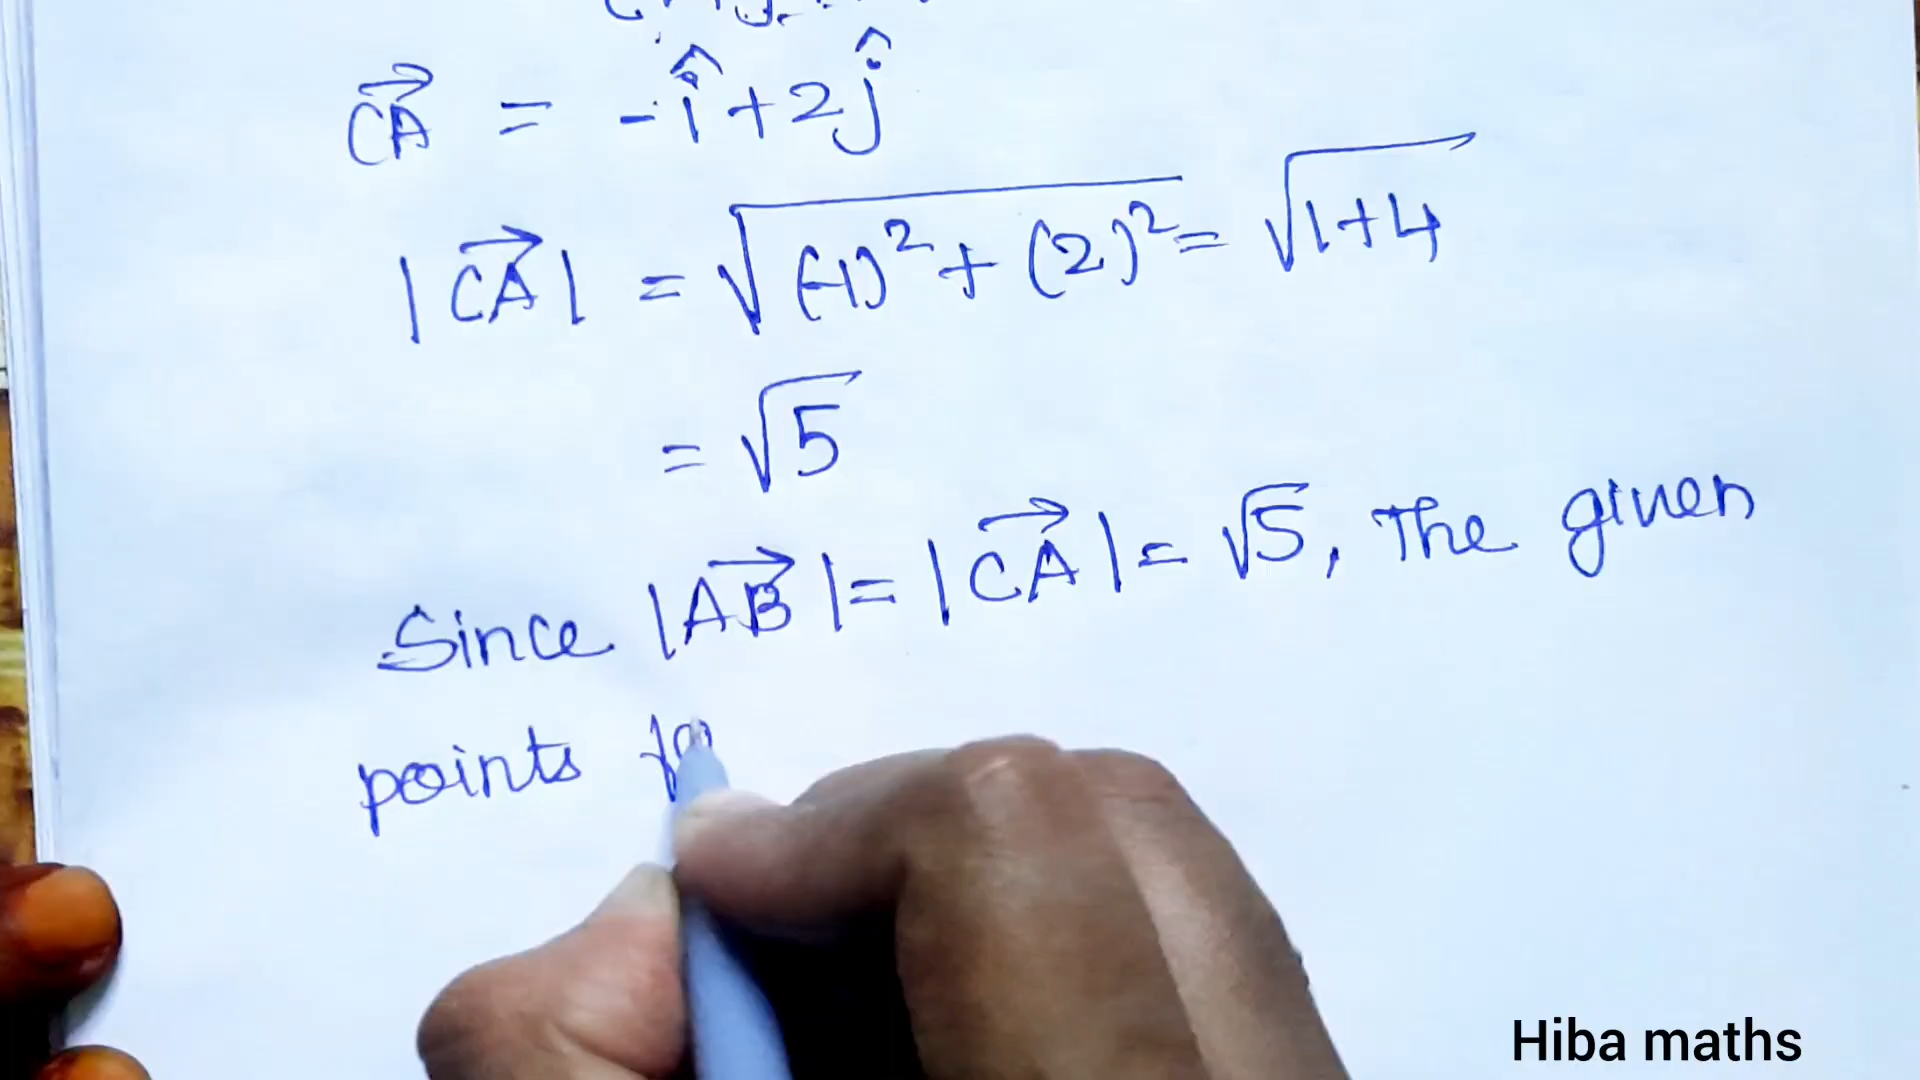 CA⃗ = -î+2ĵ
|CA⃗| = √((-1)² + (2)²) = √(1+4)
= √5
Since |AB⃗| = |CA⃗| = √5, The given
points fo
Hiba maths